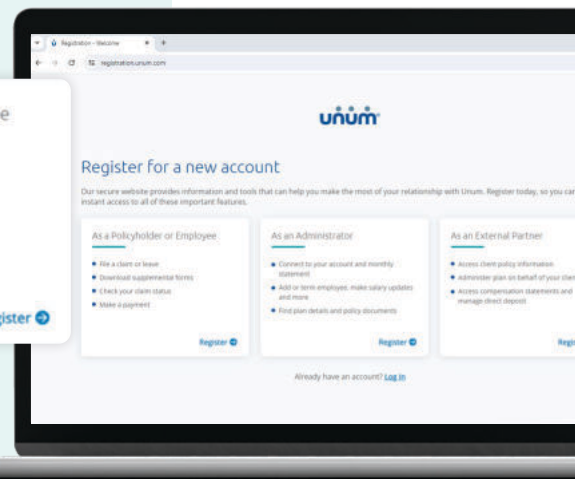 Registration - Welcome
registration.unum.com
e
unum
Register for a new account
Our secure website provides information and tools that can help you make the most of your relationship with Unum. Register today, so you can
instant access to all of these important features.
As a Policyholder or Employee
File a claim or leave
Download supplemental forms
Check your claim status
Make a payment
Register
As an Administrator
Connect to your account and monthly
statement
Add or term employee, make salary updates
and more
Find plan details and policy documents
Register
As an External Partner
Access client policy information
Administer plan on behalf of your clien
Access compensation statements and
manage direct deposit
Regis
gister
Already have an account? Log in